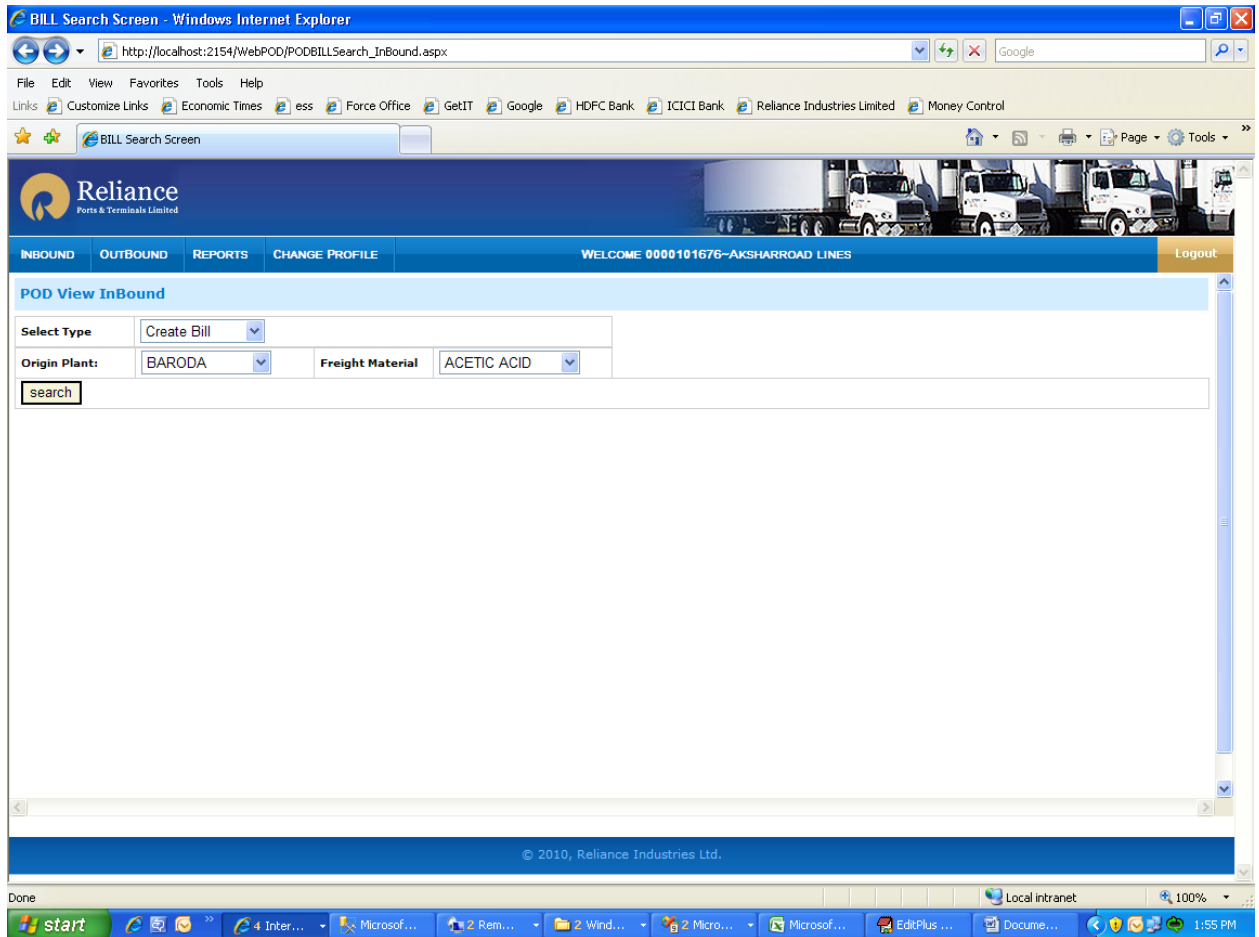 BILL Search Screen - Windows Internet Explorer
http://localhost:2154/WebPOD/PODBILLSearch_InBound.aspx
Google
File Edit View Favorites Tools Help
Links Customize Links Economic Times ess Force Office GetIT Google HDFC Bank ICICI Bank Reliance Industries Limited Money Control
BILL Search Screen
Page Tools »
Reliance
Ports & Terminals Limited
INBOUND OUTBOUND REPORTS CHANGE PROFILE WELCOME 0000101676~AKSHARROAD LINES Logout
POD View InBound
Select Type Create Bill
Origin Plant: BARODA Freight Material ACETIC ACID
search
© 2010, Reliance Industries Ltd.
Done Local intranet 100%
start » 4 Inter... Microsof... 2 Rem... 2 Wind... 2 Micro... Microsof... EditPlus ... Docume... 1:55 PM